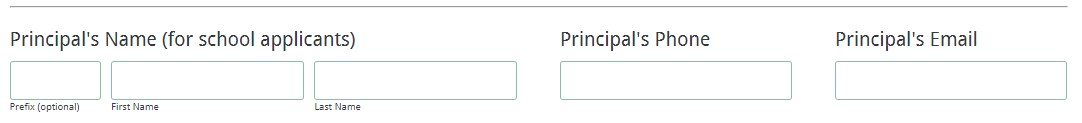 Principal's Name (for school applicants) Principal's Phone Principal's Email
Prefix (optional) First Name Last Name